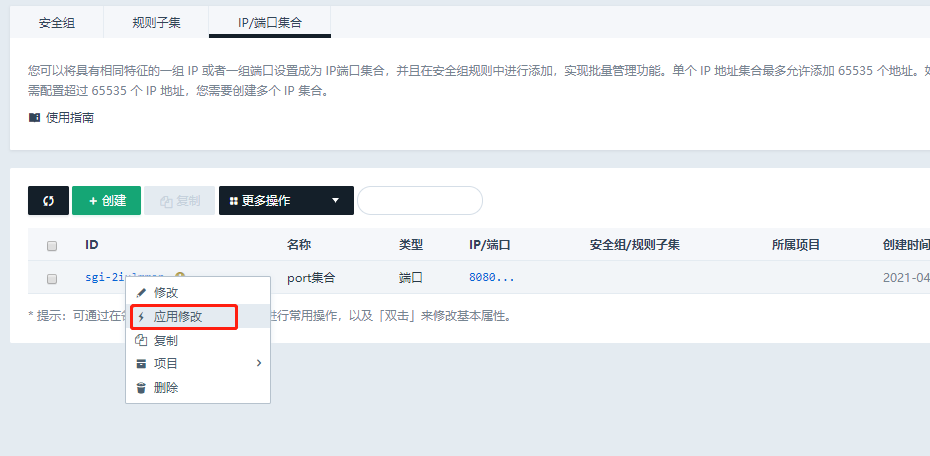 安全组 规则子集 IP/端口集合
您可以将具有相同特征的一组 IP 或者一组端口设置成为 IP端口集合，并且在安全组规则中进行添加，实现批量管理功能。单个 IP 地址集合最多允许添加 65535 个地址。
需配置超过 65535 个 IP 地址，您需要创建多个 IP 集合。
使用指南
+ 创建 复制 更多操作
ID 名称 类型 IP/端口 安全组/规则子集 所属项目 创建时间
port集合 端口 8080... 2021-04
修改
* 提示：可通过在 应用修改 进行常用操作，以及「双击」来修改基本属性。
复制
项目
删除